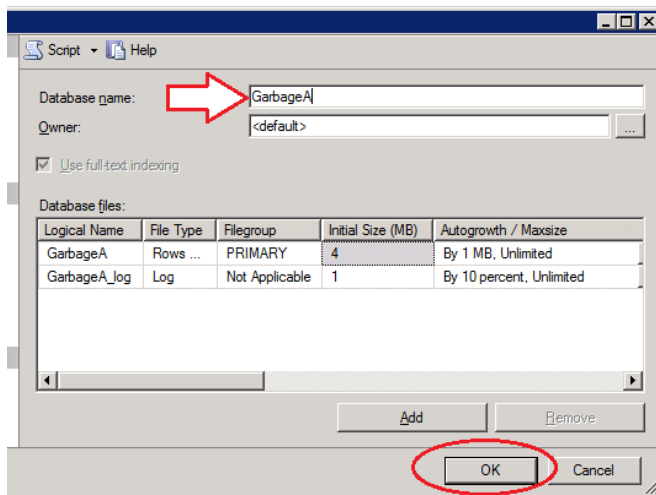 Script Help
Database name: GarbageA
Owner: <default> ...
Use full-text indexing
Database files:
Logical Name File Type Filegroup Initial Size (MB) Autogrowth / Maxsize
GarbageA Rows ... PRIMARY 4 By 1 MB, Unlimited
GarbageA_log Log Not Applicable 1 By 10 percent, Unlimited
Add Remove
OK Cancel